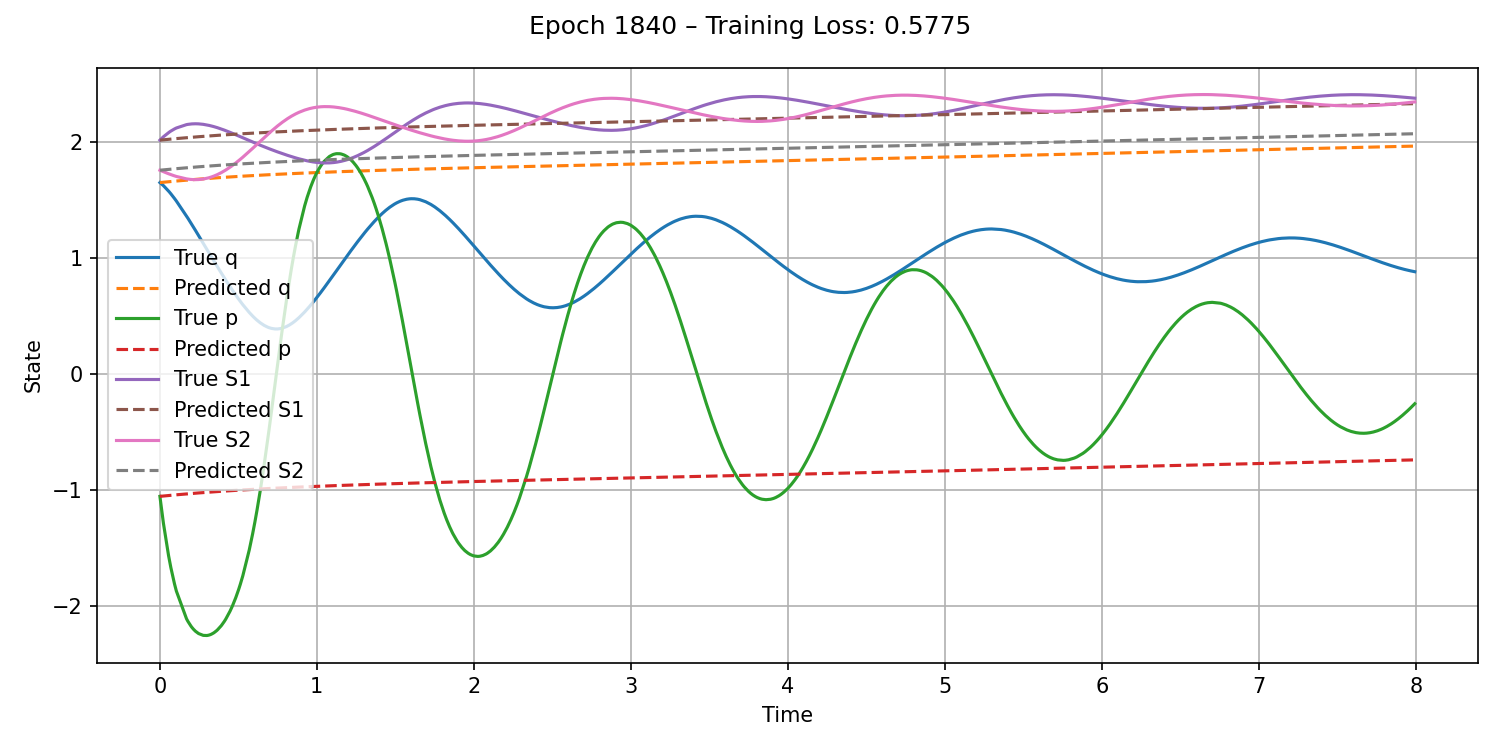 Epoch 1840 – Training Loss: 0.5775
State
2
1
0
−1
−2
True q
Predicted q
True p
Predicted p
True S1
Predicted S1
True S2
Predicted S2
0 1 2 3 4 5 6 7 8
Time